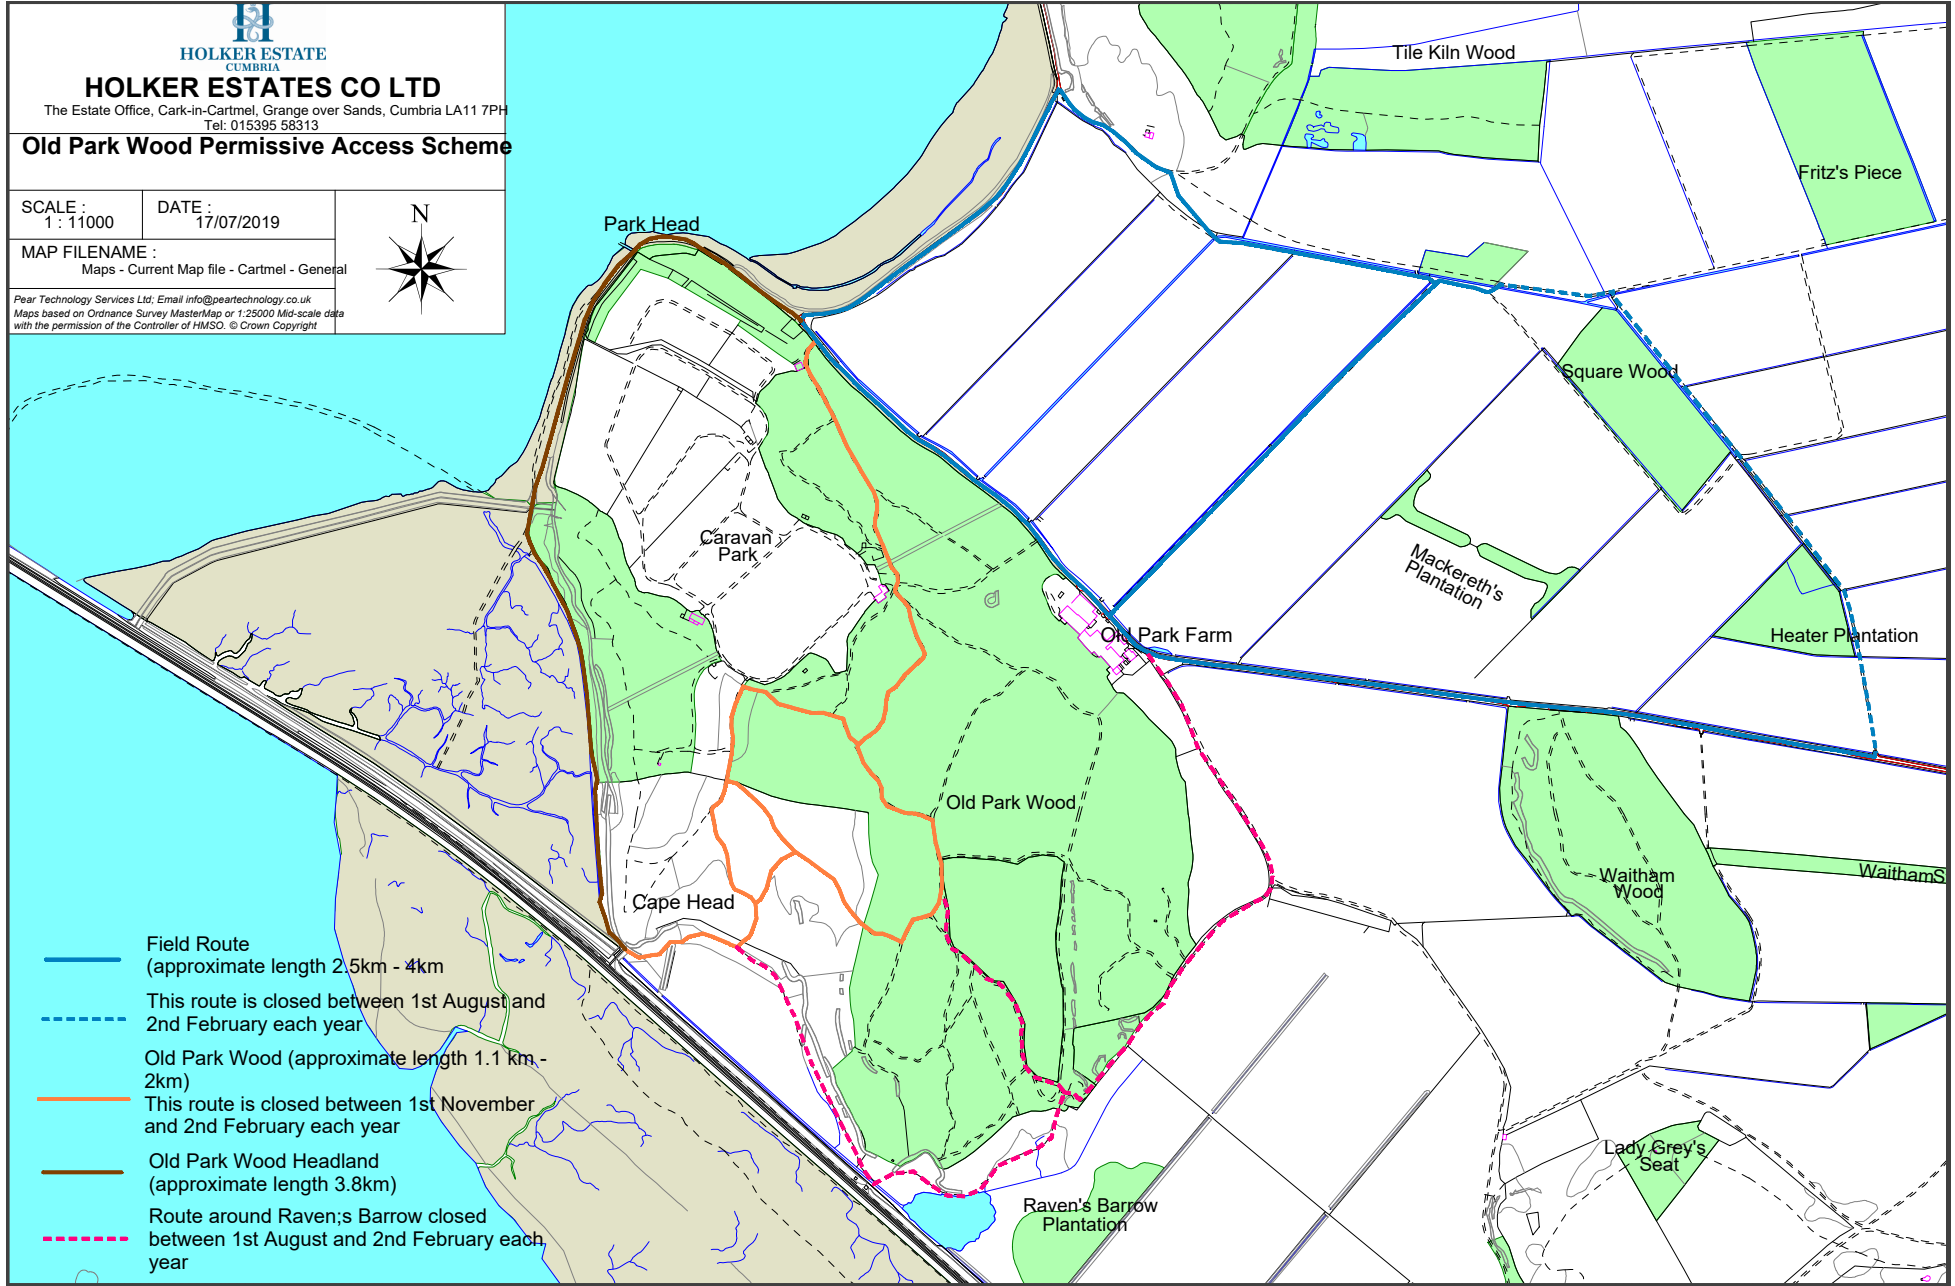 HOLKER ESTATE
CUMBRIA
HOLKER ESTATES CO LTD
The Estate Office, Cark-in-Cartmel, Grange over Sands, Cumbria LA11 7PH
Tel: 015395 58313
Old Park Wood Permissive Access Scheme
SCALE :
1 : 11000
DATE :
17/07/2019
N
MAP FILENAME :
Maps - Current Map file - Cartmel - General
Pear Technology Services Ltd; Email info@peartechnology.co.uk
Maps based on Ordnance Survey MasterMap or 1:25000 Mid-scale data
with the permission of the Controller of HMSO. © Crown Copyright
Tile Kiln Wood
Fritz's Piece
Park Head
Square Wood
Caravan
Park
Mackereth's
Plantation
Old Park Farm
Heater Plantation
Old Park Wood
Waitham
Wood
Waitham S
Cape Head
Lady Grey's
Seat
Raven's Barrow
Plantation
Field Route
(approximate length 2.5km - 4km
This route is closed between 1st August and
2nd February each year
Old Park Wood (approximate length 1.1 km -
2km)
This route is closed between 1st November
and 2nd February each year
Old Park Wood Headland
(approximate length 3.8km)
Route around Raven;s Barrow closed
between 1st August and 2nd February each
year